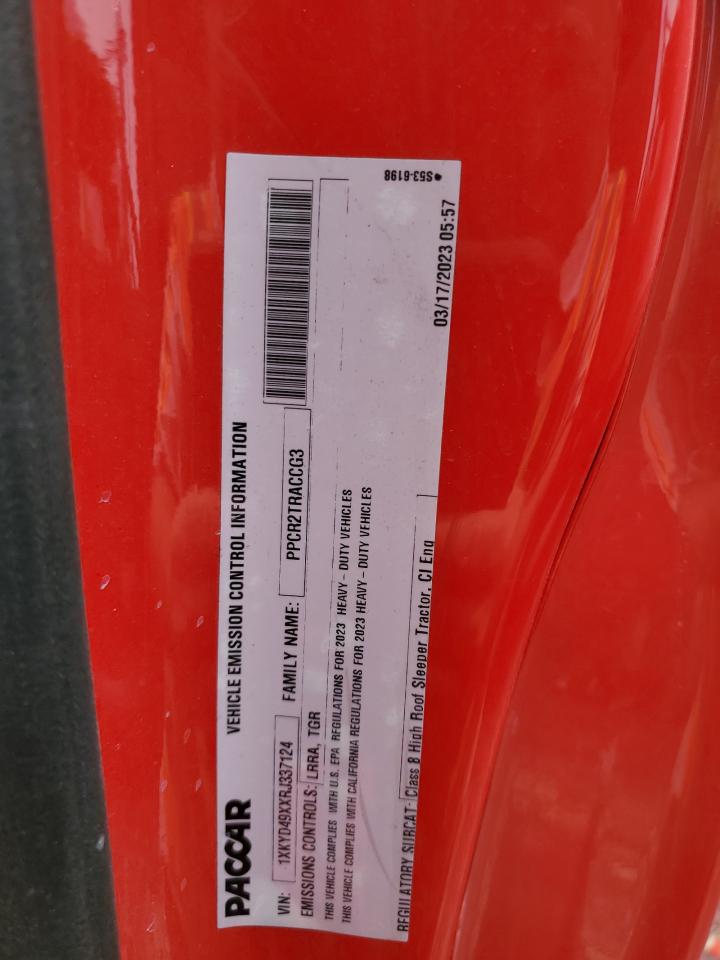 PACCAR VEHICLE EMISSION CONTROL INFORMATION
VIN: 1XKYD49XXRJ337124 FAMILY NAME: PPCR2TRACCG3
EMISSIONS CONTROLS: LRRA, TGR
THIS VEHICLE COMPLIES WITH U.S. EPA REGULATIONS FOR 2023 HEAVY-DUTY VEHICLES
THIS VEHICLE COMPLIES WITH CALIFORNIA REGULATIONS FOR 2023 HEAVY-DUTY VEHICLES
REGULATORY SUBCAT: Class 8 High Roof Sleeper Tractor, CI Eng
03/17/2023 05:57
S53-6198